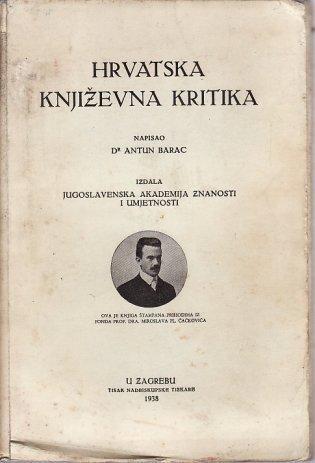 HRVATSKA
KNJIŽEVNA KRITIKA
NAPISAO
DR ANTUN BARAC
IZDALA
JUGOSLAVENSKA AKADEMIJA ZNANOSTI
I UMJETNOSTI
OVA JE KNJIGA ŠTAMPANA PRIHODIMA IZ
FONDA PROF. DRA. MIROSLAVA PL. ČAČKOVIĆA
U ZAGREBU
TISAK NADBISKUPSKE TISKARE
1938